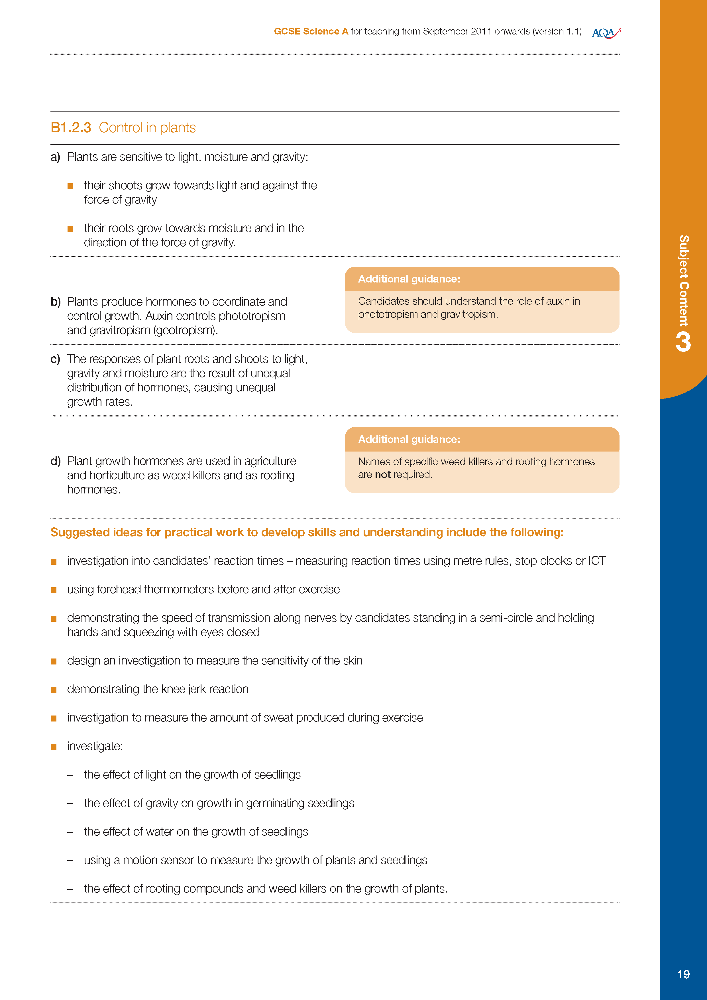 GCSE Science A for teaching from September 2011 onwards (version 1.1) AQA
B1.2.3 Control in plants
a) Plants are sensitive to light, moisture and gravity:
■ their shoots grow towards light and against the
force of gravity
■ their roots grow towards moisture and in the
direction of the force of gravity.
b) Plants produce hormones to coordinate and
control growth. Auxin controls phototropism
and gravitropism (geotropism).
Additional guidance:
Candidates should understand the role of auxin in
phototropism and gravitropism.
c) The responses of plant roots and shoots to light,
gravity and moisture are the result of unequal
distribution of hormones, causing unequal
growth rates.
d) Plant growth hormones are used in agriculture
and horticulture as weed killers and as rooting
hormones.
Additional guidance:
Names of specific weed killers and rooting hormones
are not required.
Suggested ideas for practical work to develop skills and understanding include the following:
■ investigation into candidates’ reaction times – measuring reaction times using metre rules, stop clocks or ICT
■ using forehead thermometers before and after exercise
■ demonstrating the speed of transmission along nerves by candidates standing in a semi-circle and holding
hands and squeezing with eyes closed
■ design an investigation to measure the sensitivity of the skin
■ demonstrating the knee jerk reaction
■ investigation to measure the amount of sweat produced during exercise
■ investigate:
– the effect of light on the growth of seedlings
– the effect of gravity on growth in germinating seedlings
– the effect of water on the growth of seedlings
– using a motion sensor to measure the growth of plants and seedlings
– the effect of rooting compounds and weed killers on the growth of plants.
Subject Content 3
19